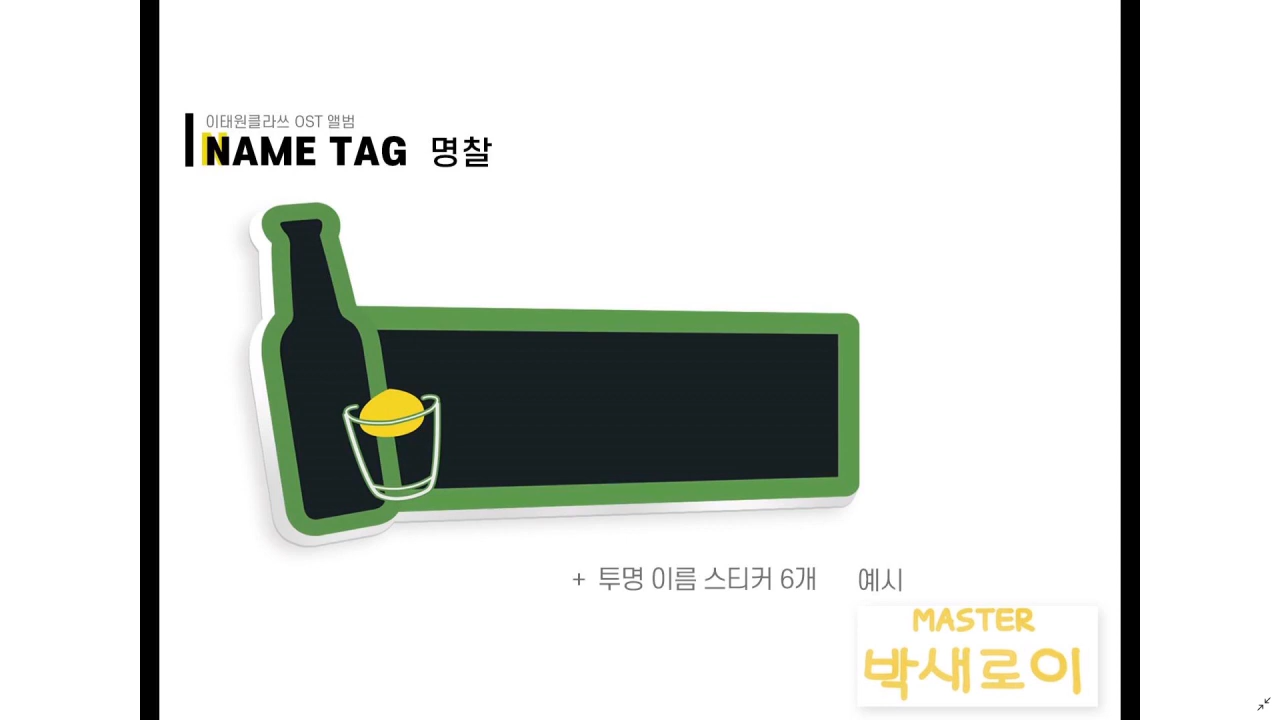 이태원클라쓰 OST 앨범
NAME TAG 명찰
+ 투명 이름 스티커 6개 예시
MASTER
박새로이